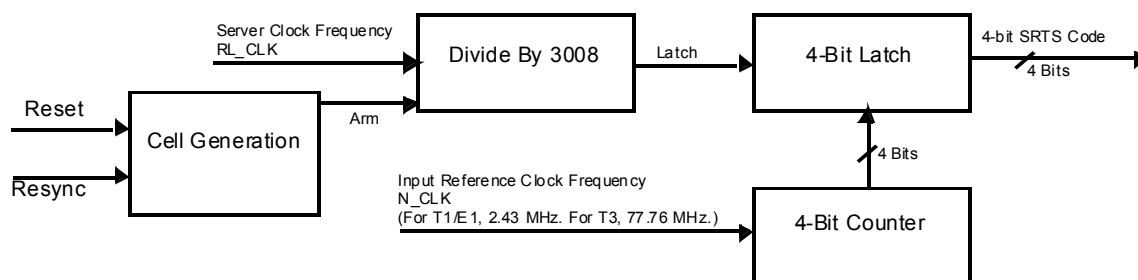 Server Clock Frequency
RL_CLK
Divide By 3008
Latch
4-Bit Latch
4-bit SRTS Code
4 Bits
Reset
Cell Generation
Arm
Resync
4 Bits
Input Reference Clock Frequency
N_CLK
(For T1/E1, 2.43 MHz. For T3, 77.76 MHz.)
4-Bit Counter